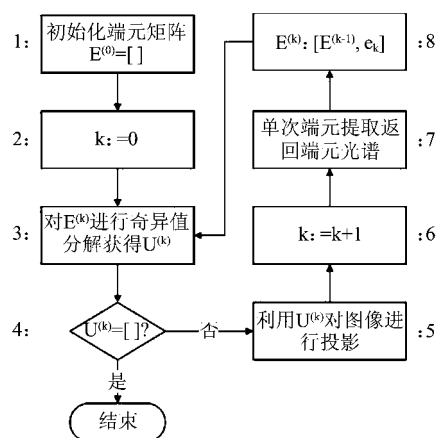 1:
初始化端元矩阵
E⁽⁰⁾=[ ]
2:
k: =0
3:
对E⁽ᵏ⁾进行奇异值
分解获得U⁽ᵏ⁾
4:
U⁽ᵏ⁾=[ ]?
否
是
结束
利用U⁽ᵏ⁾对图像进
行投影
:5
k: =k+1
:6
单次端元提取返
回端元光谱
:7
E⁽ᵏ⁾: [E⁽ᵏ⁻¹⁾, eₖ]
:8